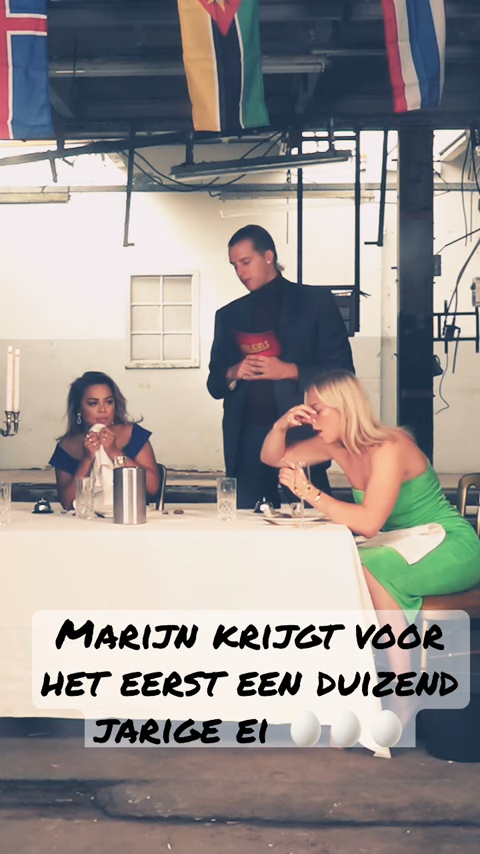 Marijn krijgt voor
het eerst een duizend
jarige ei 🥚🥚🥚